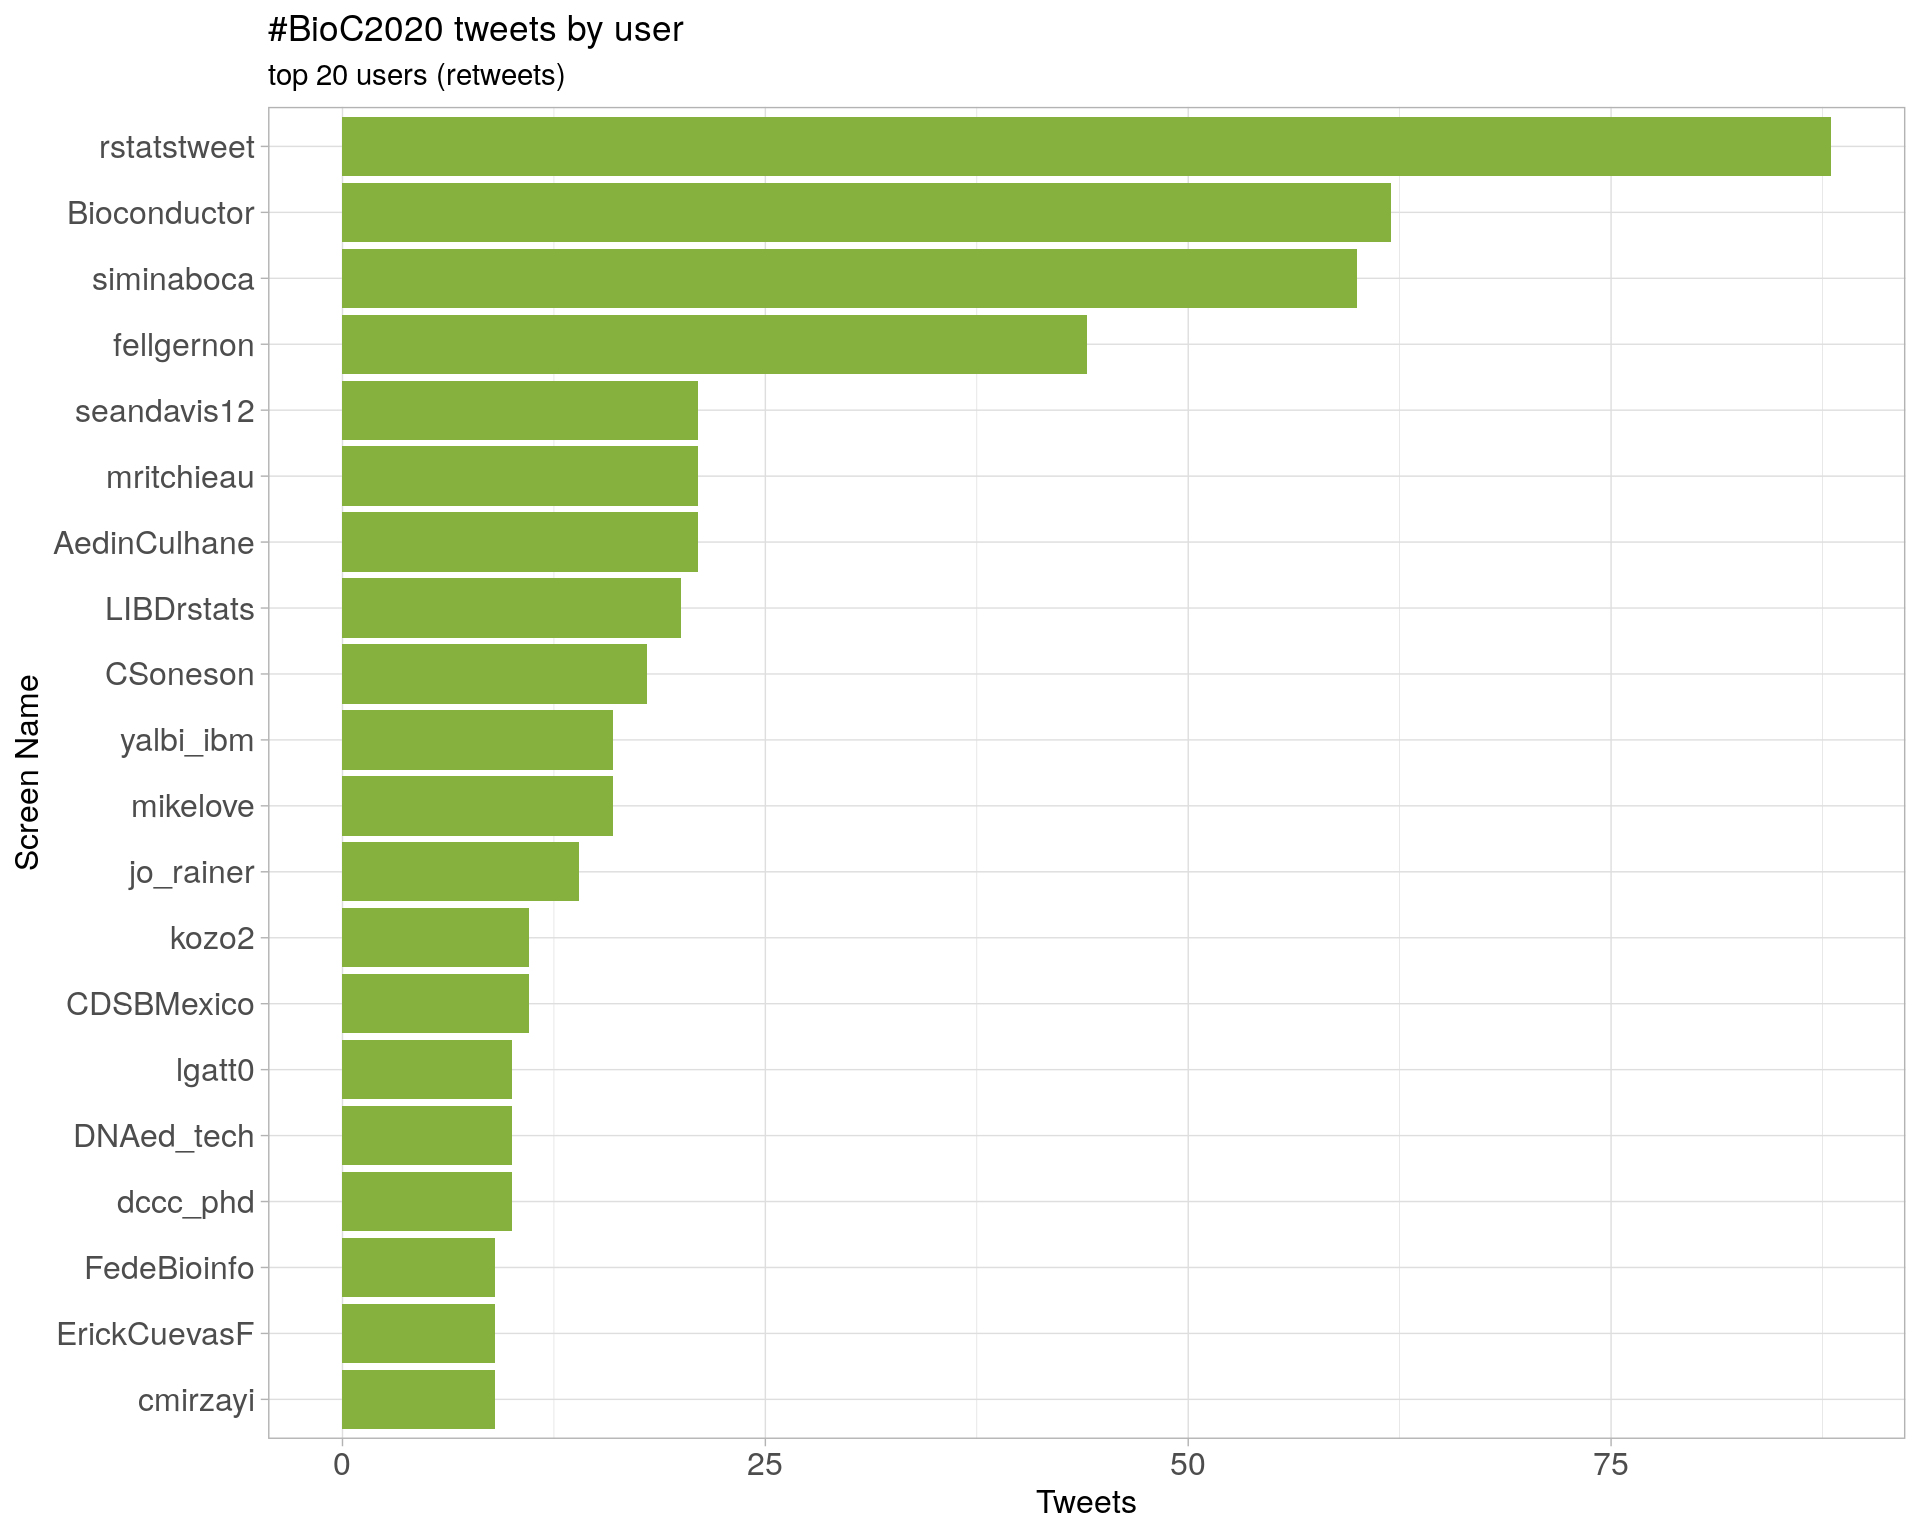 #BioC2020 tweets by user
top 20 users (retweets)
rstatstweet
Bioconductor
siminaboca
fellgernon
seandavis12
mritchieau
AedinCulhane
LIBDrstats
CSoneson
yalbi_ibm
mikelove
jo_rainer
kozo2
CDSBMexico
lgatt0
DNAed_tech
dccc_phd
FedeBioinfo
ErickCuevasF
cmirzayi
Screen Name
0 25 50 75
Tweets